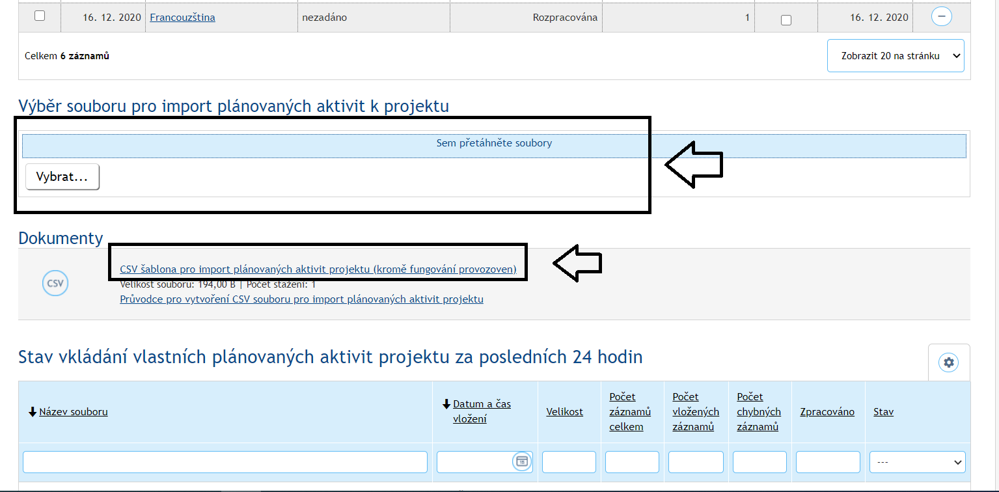 16. 12. 2020 Francouzština nezadáno Rozpracována 1 16. 12. 2020
Celkem 6 záznamů Zobrazit 20 na stránku
Výběr souboru pro import plánovaných aktivit k projektu
Sem přetáhněte soubory
Vybrat...
Dokumenty
CSV
CSV šablona pro import plánovaných aktivit projektu (kromě fungování provozoven)
Velikost souboru: 194,00 B | Počet stažení: 1
Průvodce pro vytvoření CSV souboru pro import plánovaných aktivit projektu
Stav vkládání vlastních plánovaných aktivit projektu za posledních 24 hodin
Název souboru
Datum a čas
vložení
Velikost
Počet
záznamů
celkem
Počet
vložených
záznamů
Počet
chybných
záznamů
Zpracováno
Stav
---